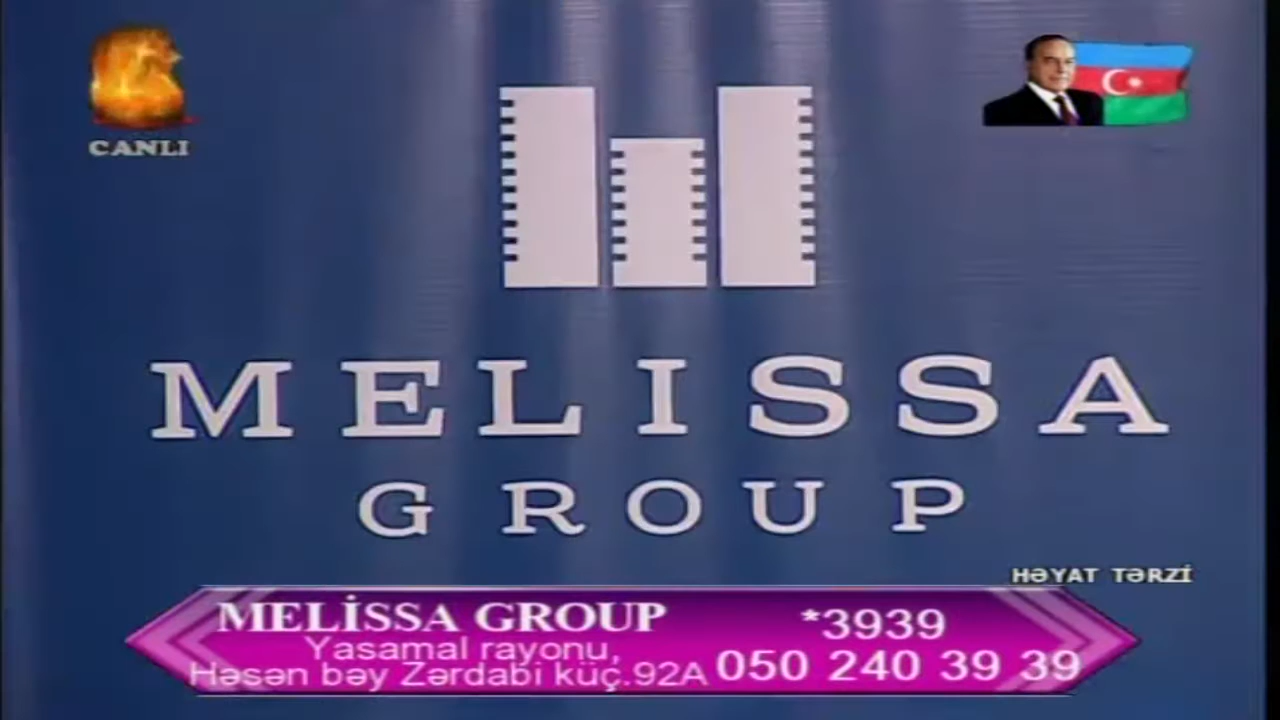 CANLI
MELISSA
GROUP
HƏYAT TƏRZİ
MELİSSA GROUP
*3939
Yasamal rayonu,
Həsən bəy Zərdabi küç.92A
050 240 39 39